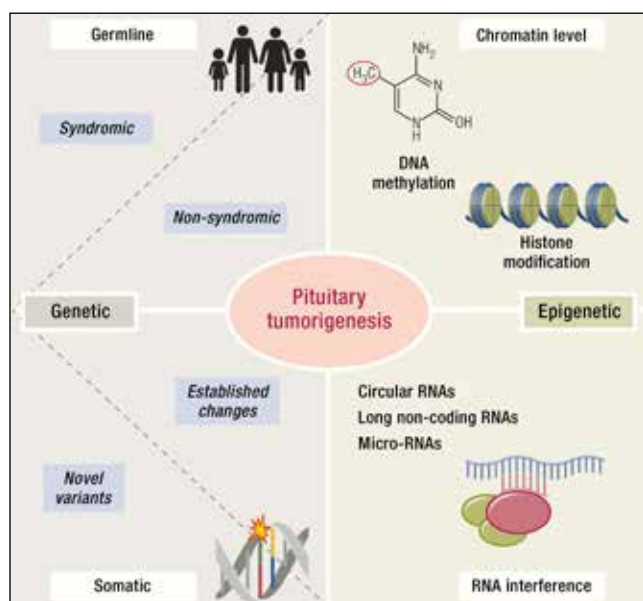 Germline
Syndromic
Non-syndromic
Chromatin level
H₃C
NH₂
N
N
H
OH
DNA
methylation
Histone
modification
Genetic
Pituitary
tumorigenesis
Epigenetic
Established
changes
Novel
variants
Somatic
Circular RNAs
Long non-coding RNAs
Micro-RNAs
RNA interference